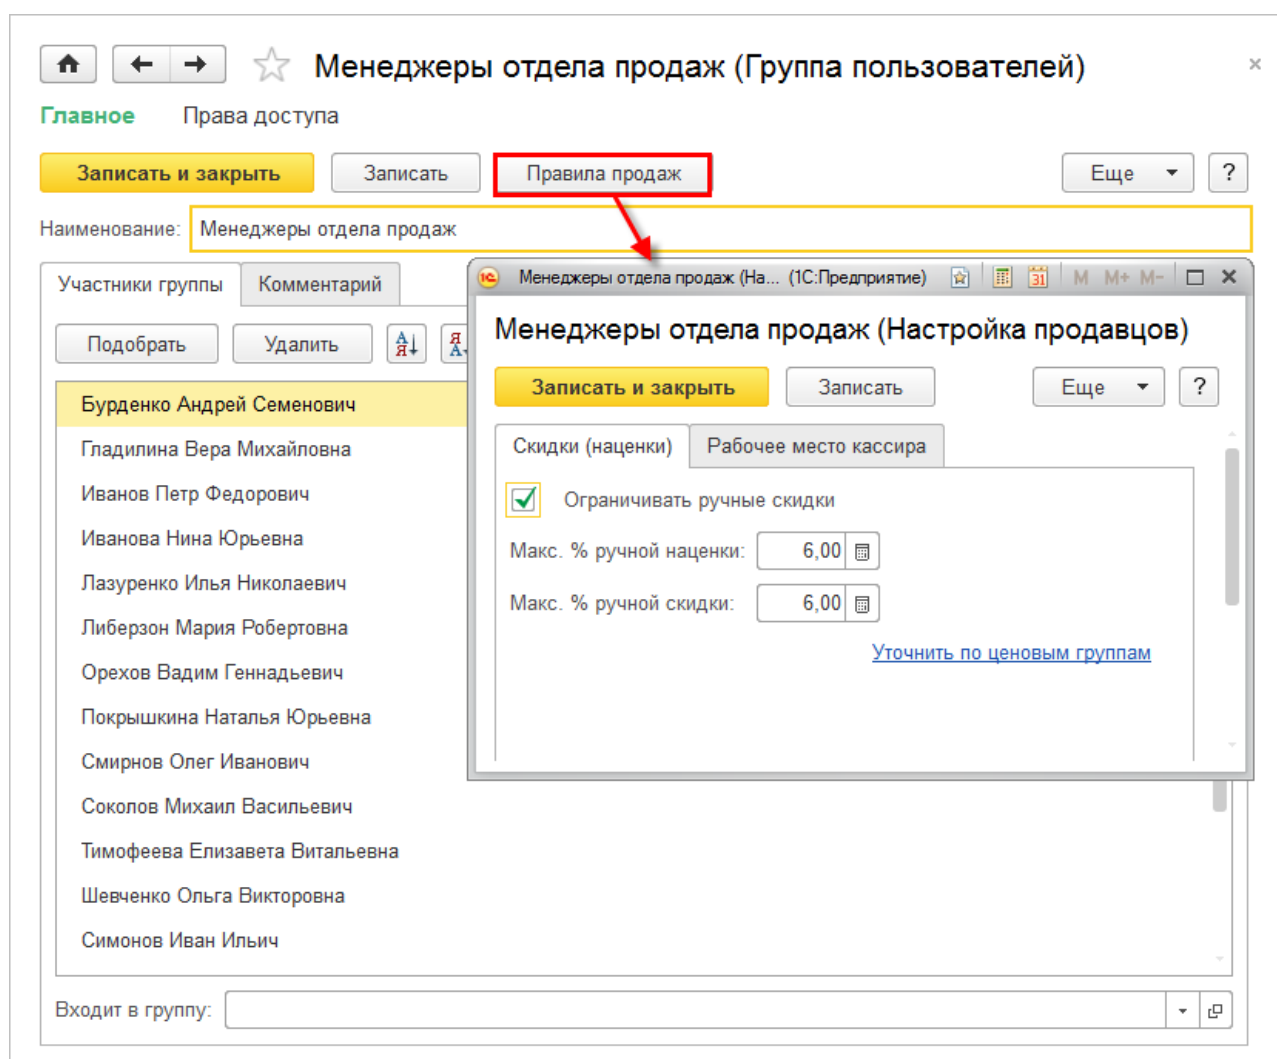 Менеджеры отдела продаж (Группа пользователей)
Главное Права доступа
Записать и закрыть Записать Правила продаж Еще ?
Наименование: Менеджеры отдела продаж
Участники группы Комментарий
Подобрать Удалить А Я Я А
Бурденко Андрей Семенович
Гладилина Вера Михайловна
Иванов Петр Федорович
Иванова Нина Юрьевна
Лазуренко Илья Николаевич
Либерзон Мария Робертовна
Орехов Вадим Геннадьевич
Покрышкина Наталья Юрьевна
Смирнов Олег Иванович
Соколов Михаил Васильевич
Тимофеева Елизавета Витальевна
Шевченко Ольга Викторовна
Симонов Иван Ильич
Входит в группу:
1С Менеджеры отдела продаж (На... (1С:Предприятие) 31 M M+ M-
Менеджеры отдела продаж (Настройка продавцов)
Записать и закрыть Записать Еще ?
Скидки (наценки) Рабочее место кассира
Ограничивать ручные скидки
Макс. % ручной наценки: 6,00
Макс. % ручной скидки: 6,00
Уточнить по ценовым группам